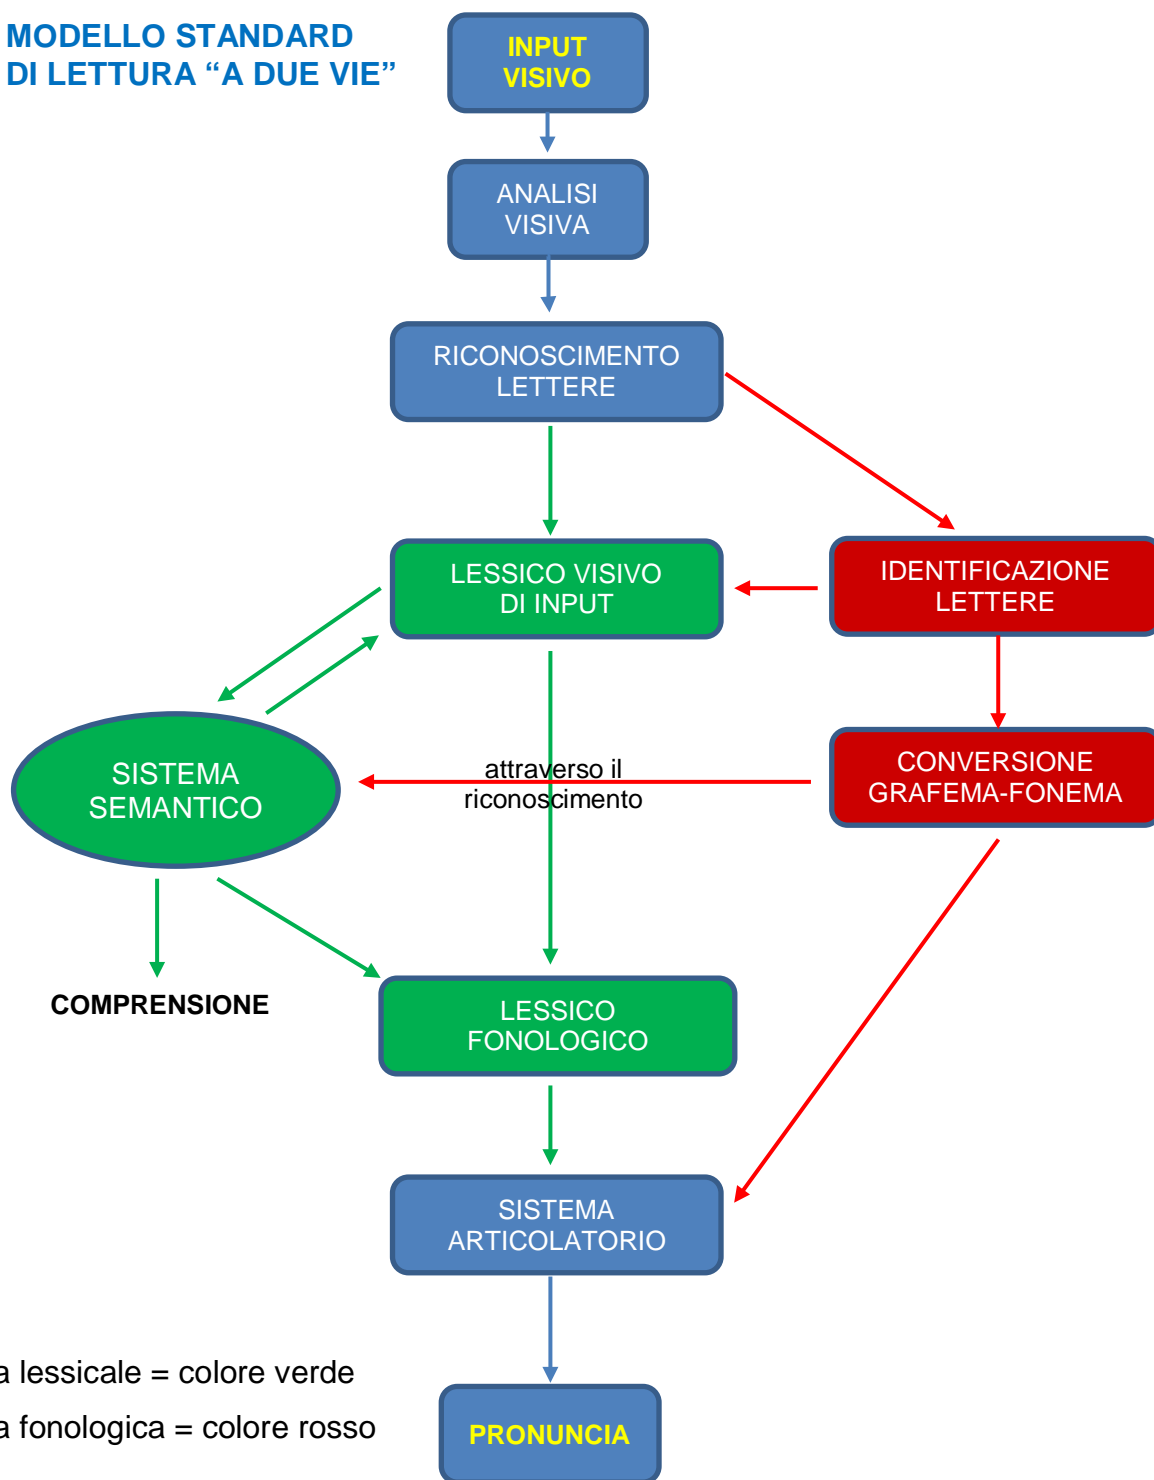 MODELLO STANDARD
DI LETTURA “A DUE VIE”
INPUT
VISIVO
ANALISI
VISIVA
RICONOSCIMENTO
LETTERE
LESSICO VISIVO
DI INPUT
IDENTIFICAZIONE
LETTERE
SISTEMA
SEMANTICO
attraverso il
riconoscimento
CONVERSIONE
GRAFEMA-FONEMA
COMPRENSIONE
LESSICO
FONOLOGICO
SISTEMA
ARTICOLATORIO
a lessicale = colore verde
a fonologica = colore rosso
PRONUNCIA